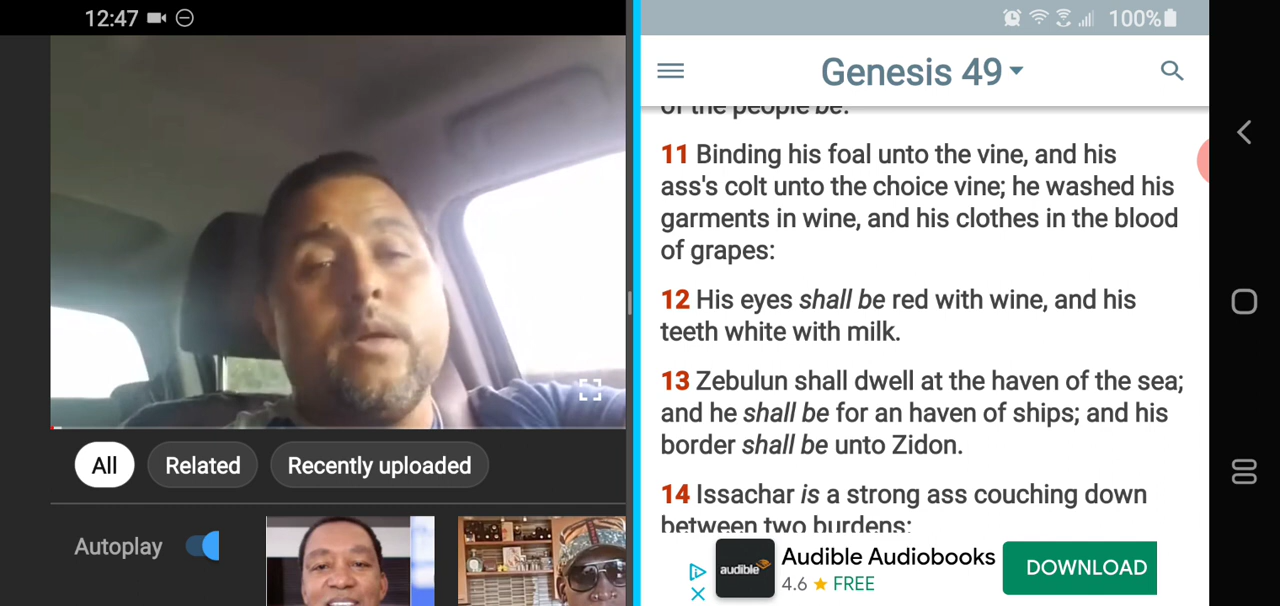 12:47
100%
Genesis 49
of the people be.
11 Binding his foal unto the vine, and his
ass's colt unto the choice vine; he washed his
garments in wine, and his clothes in the blood
of grapes:
12 His eyes shall be red with wine, and his
teeth white with milk.
13 Zebulun shall dwell at the haven of the sea;
and he shall be for an haven of ships; and his
border shall be unto Zidon.
14 Issachar is a strong ass couching down
between two burdens:
All
Related
Recently uploaded
Autoplay
audible
Audible Audiobooks
4.6 ★ FREE
DOWNLOAD